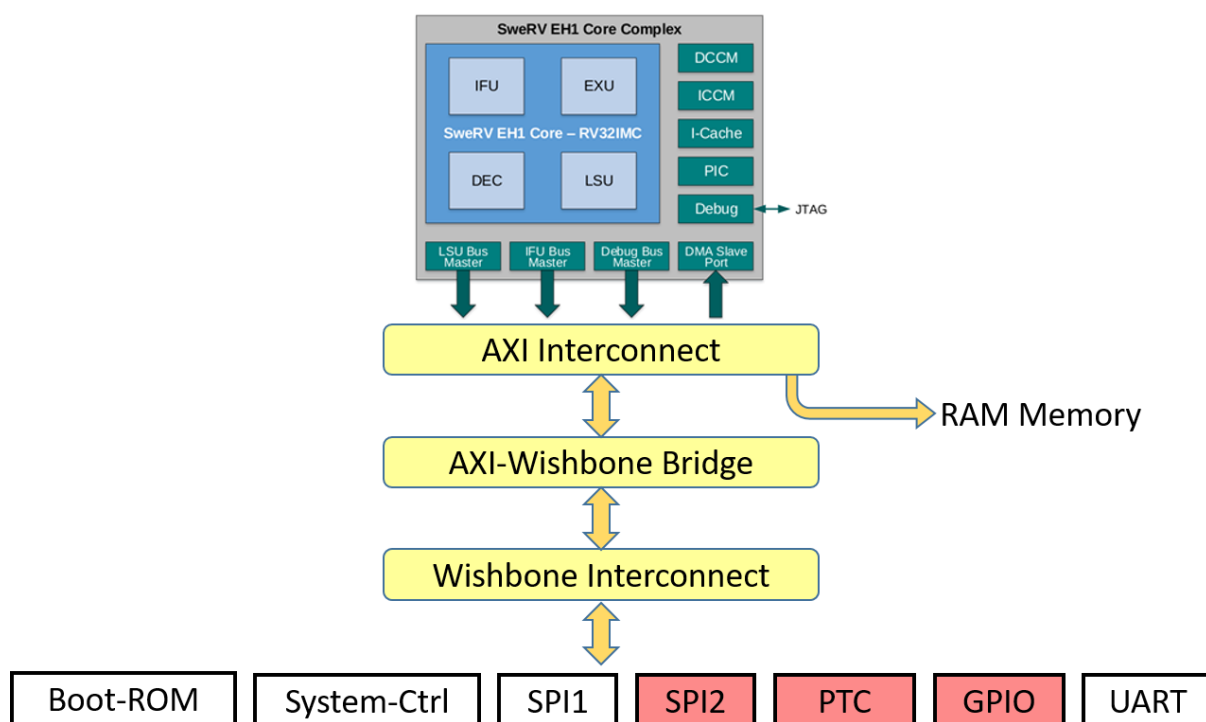 SweRV EH1 Core Complex
IFU
EXU
SweRV EH1 Core – RV32IMC
DEC
LSU
DCCM
ICCM
I-Cache
PIC
Debug
JTAG
LSU Bus
Master
IFU Bus
Master
Debug Bus
Master
DMA Slave
Port
AXI Interconnect
RAM Memory
AXI-Wishbone Bridge
Wishbone Interconnect
Boot-ROM
System-Ctrl
SPI1
SPI2
PTC
GPIO
UART